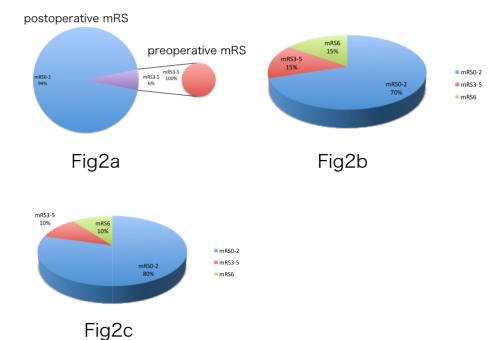 postoperative mRS
preoperative mRS
mRS0-2
94%
mRS3-5
6%
mRS3-5
100%
Fig2a
mRS6
15%
mRS3-5
15%
mRS0-2
70%
mRS0-2
mRS3-5
mRS6
Fig2b
mRS3-5
10%
mRS6
10%
mRS0-2
80%
mRS0-2
mRS3-5
mRS6
Fig2c